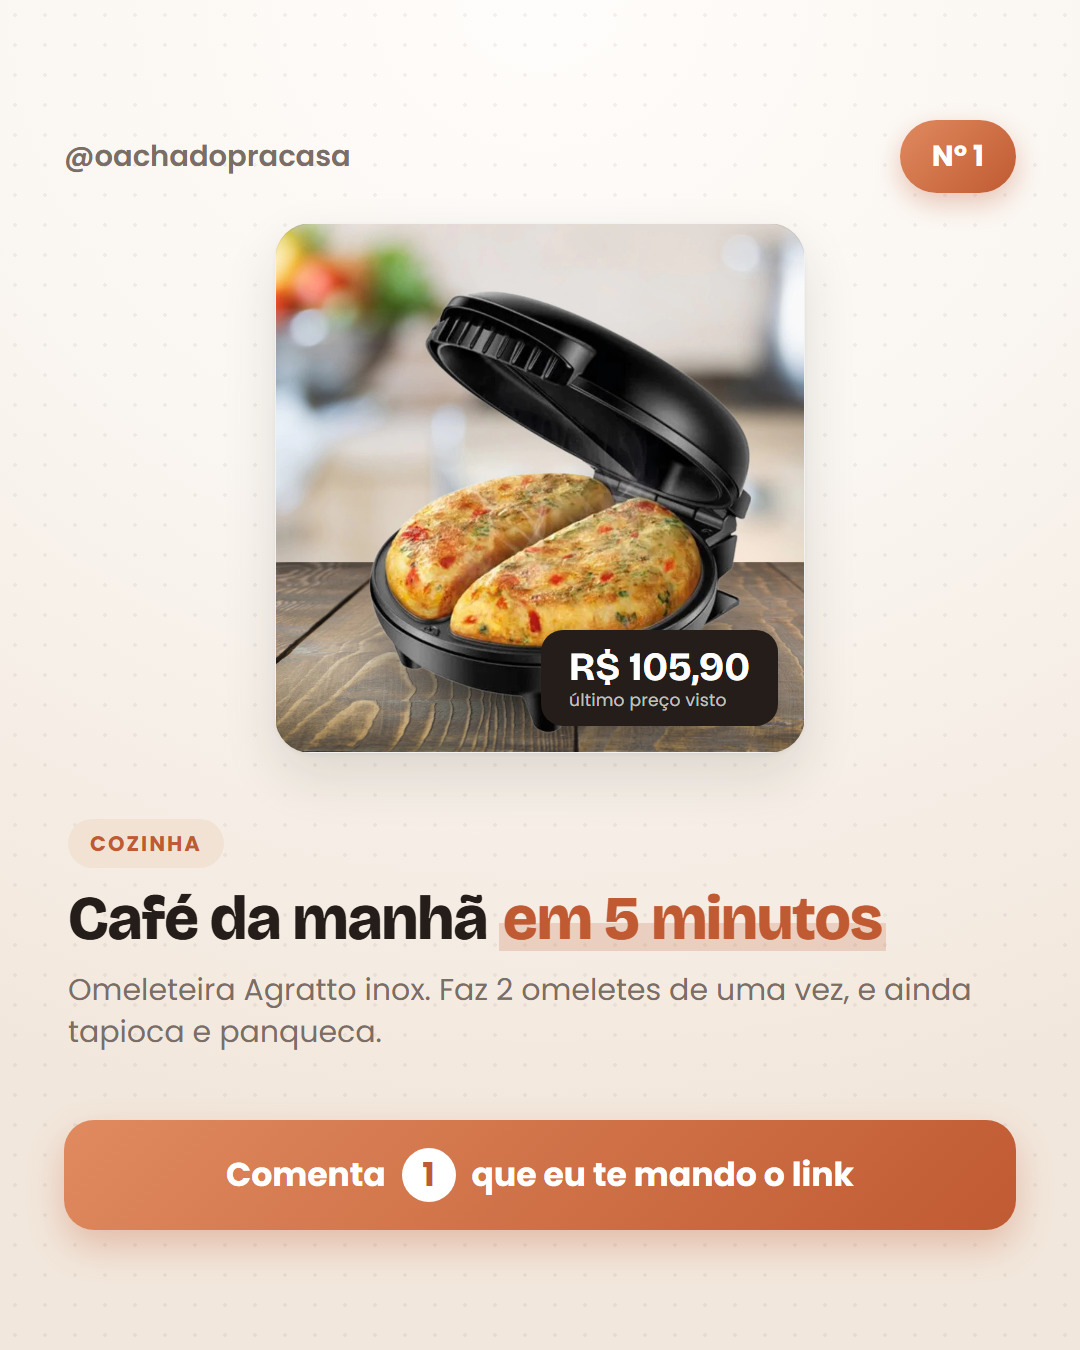 @oachadopracasa
Nº 1
R$ 105,90
último preço visto
COZINHA
Café da manhã em 5 minutos
Omeleteira Agratto inox. Faz 2 omeletes de uma vez, e ainda
tapioca e panqueca.
Comenta 1 que eu te mando o link